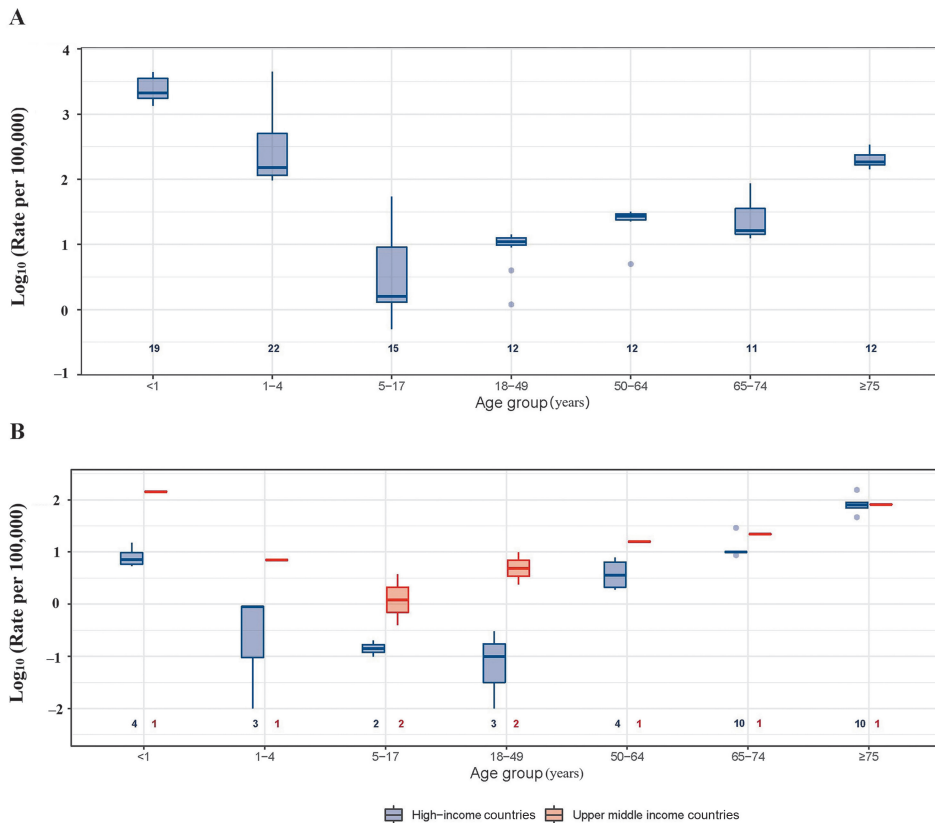 A
Log₁₀ (Rate per 100,000)
4
3
2
1
0
−1
19 22 15 12 12 11 12
<1 1−4 5−17 18−49 50−64 65−74 ≥75
Age group (years)
B
Log₁₀ (Rate per 100,000)
2
1
0
−1
−2
4 1 3 1 2 2 3 2 4 1 10 1 10 1
<1 1−4 5−17 18−49 50−64 65−74 ≥75
Age group (years)
High−income countries Upper middle income countries